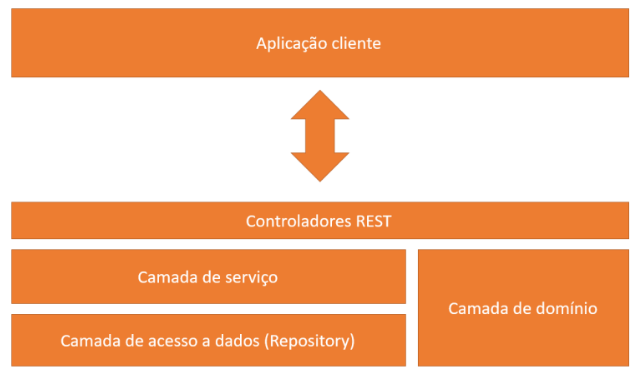 Aplicação cliente
Controladores REST
Camada de serviço
Camada de domínio
Camada de acesso a dados (Repository)